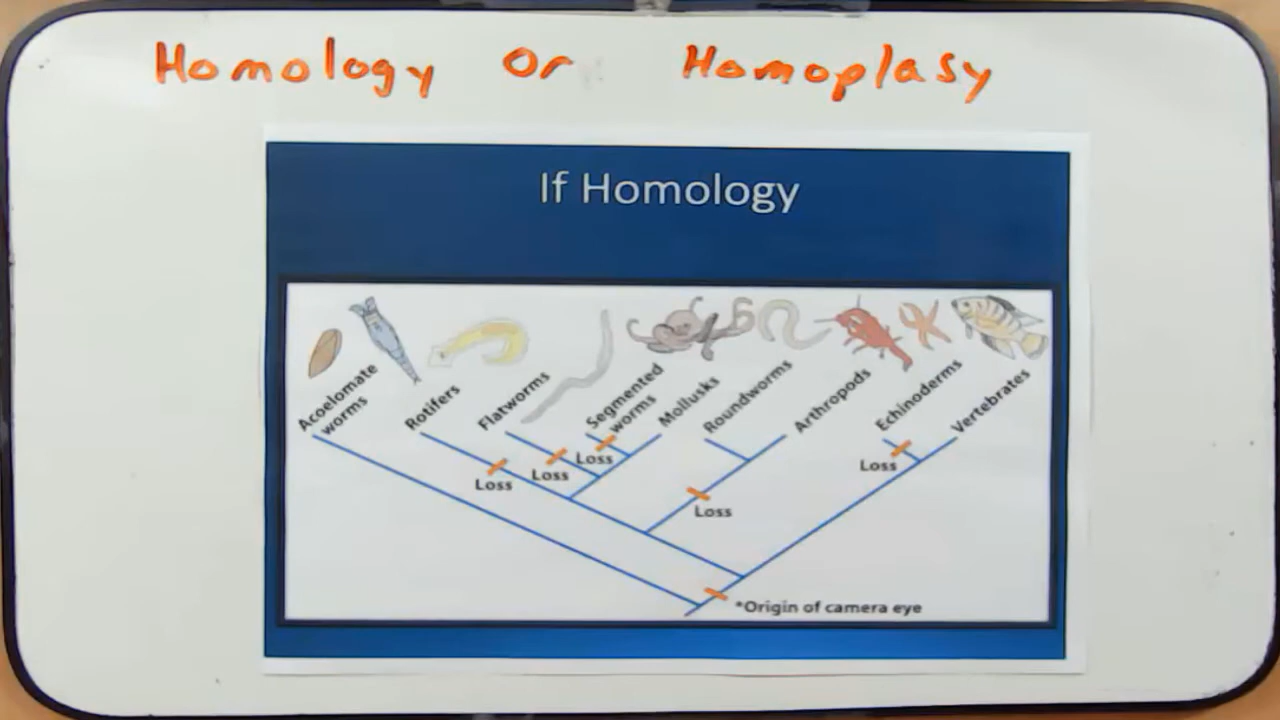 Homology Or Homoplasy
If Homology
Acoelomate
worms
Rotifers
Flatworms
Segmented
worms
Mollusks
Roundworms
Arthropods
Echinoderms
Vertebrates
Loss
Loss
Loss
Loss
Loss
*Origin of camera eye